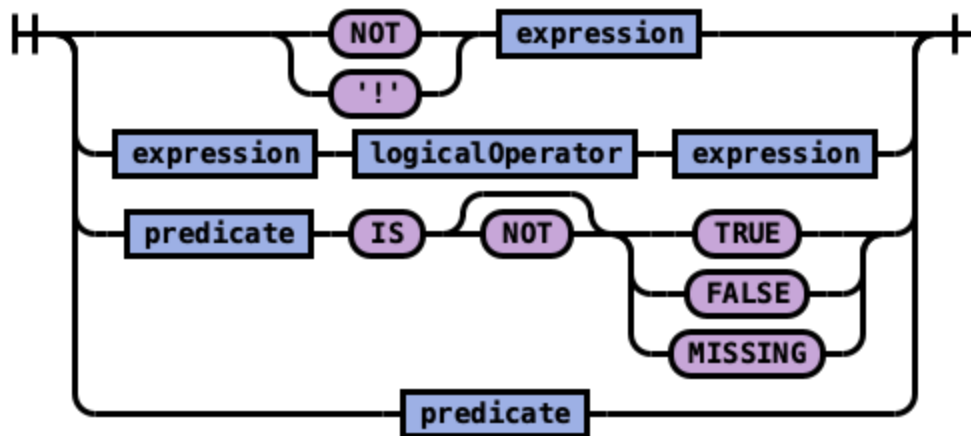 NOT expression
'!'
expression logicalOperator expression
predicate IS NOT TRUE
FALSE
MISSING
predicate